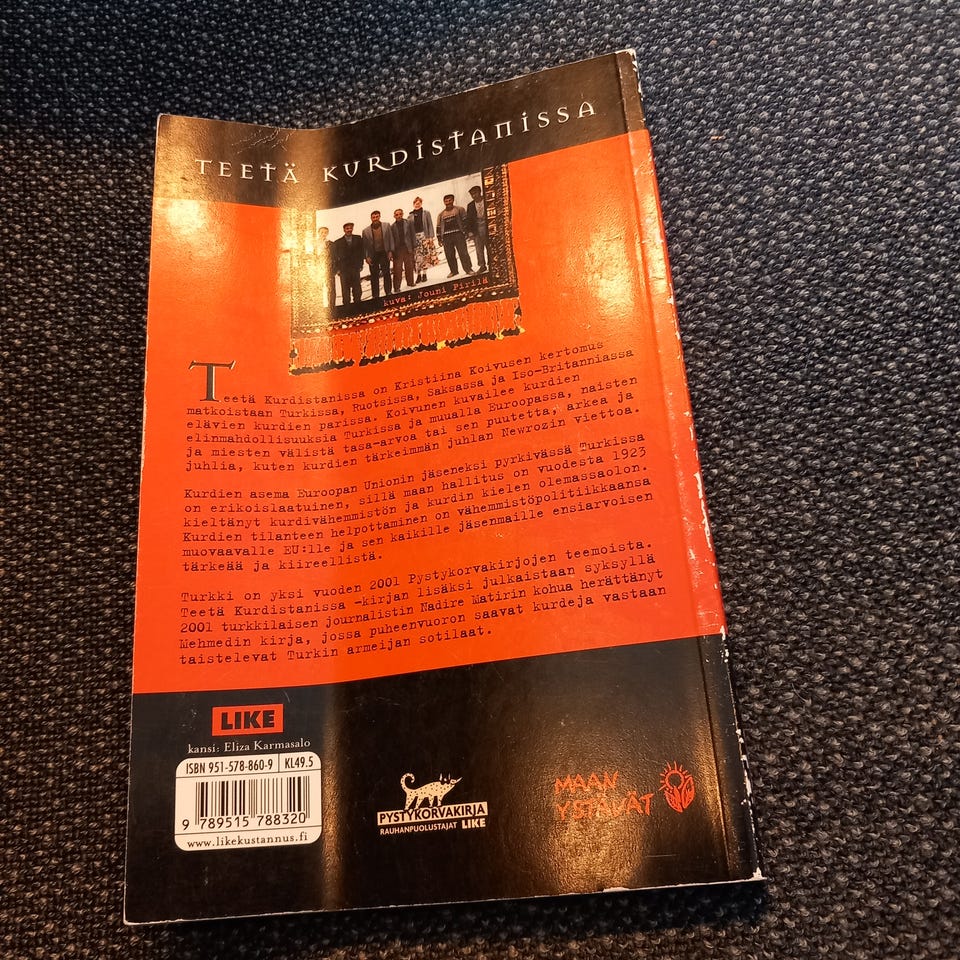 TEETÄ KURDISTANISSA
kuva: Jouni Pirilä
Teetä Kurdistanissa on Kristiina Koivusen kertomus
matkoistaan Turkissa, Ruotsissa, Saksassa ja Iso-Britanniassa
elävien kurdien parissa. Koivunen kuvailee kurdien
elinmahdollisuuksia Turkissa ja muualla Euroopassa, naisten
ja miesten välistä tasa-arvoa tai sen puutetta, arkea ja
juhlia, kuten kurdien tärkeimmän juhlan Newrozin viettoa.
Kurdien asema Euroopan Unionin jäseneksi pyrkivässä Turkissa
on erikoislaatuinen, sillä maan hallitus on vuodesta 1923
kieltänyt kurdivähemmistön ja kurdin kielen olemassaolon.
Kurdien tilanteen helpottaminen on vähemmistöpolitiikkaansa
muovaavalle EU:lle ja sen kaikille jäsenmaille ensiarvoisen
tärkeää ja kiireellistä.
Turkki on yksi vuoden 2001 Pystykorvakirjojen teemoista.
Teetä Kurdistanissa -kirjan lisäksi julkaistaan syksyllä
2001 turkkilaisen journalistin Nadire Matirin kohua herättänyt
Mehmedin kirja, jossa puheenvuoron saavat kurdeja vastaan
taistelevat Turkin armeijan sotilaat.
LIKE
kansi: Eliza Karmasalo
ISBN 951-578-860-9 KL49.5
9 789515 788320
www.likekustannus.fi
PYSTYKORVAKIRJA
RAUHANPUOLUSTAJAT LIKE
MAAN
YSTÄVÄT